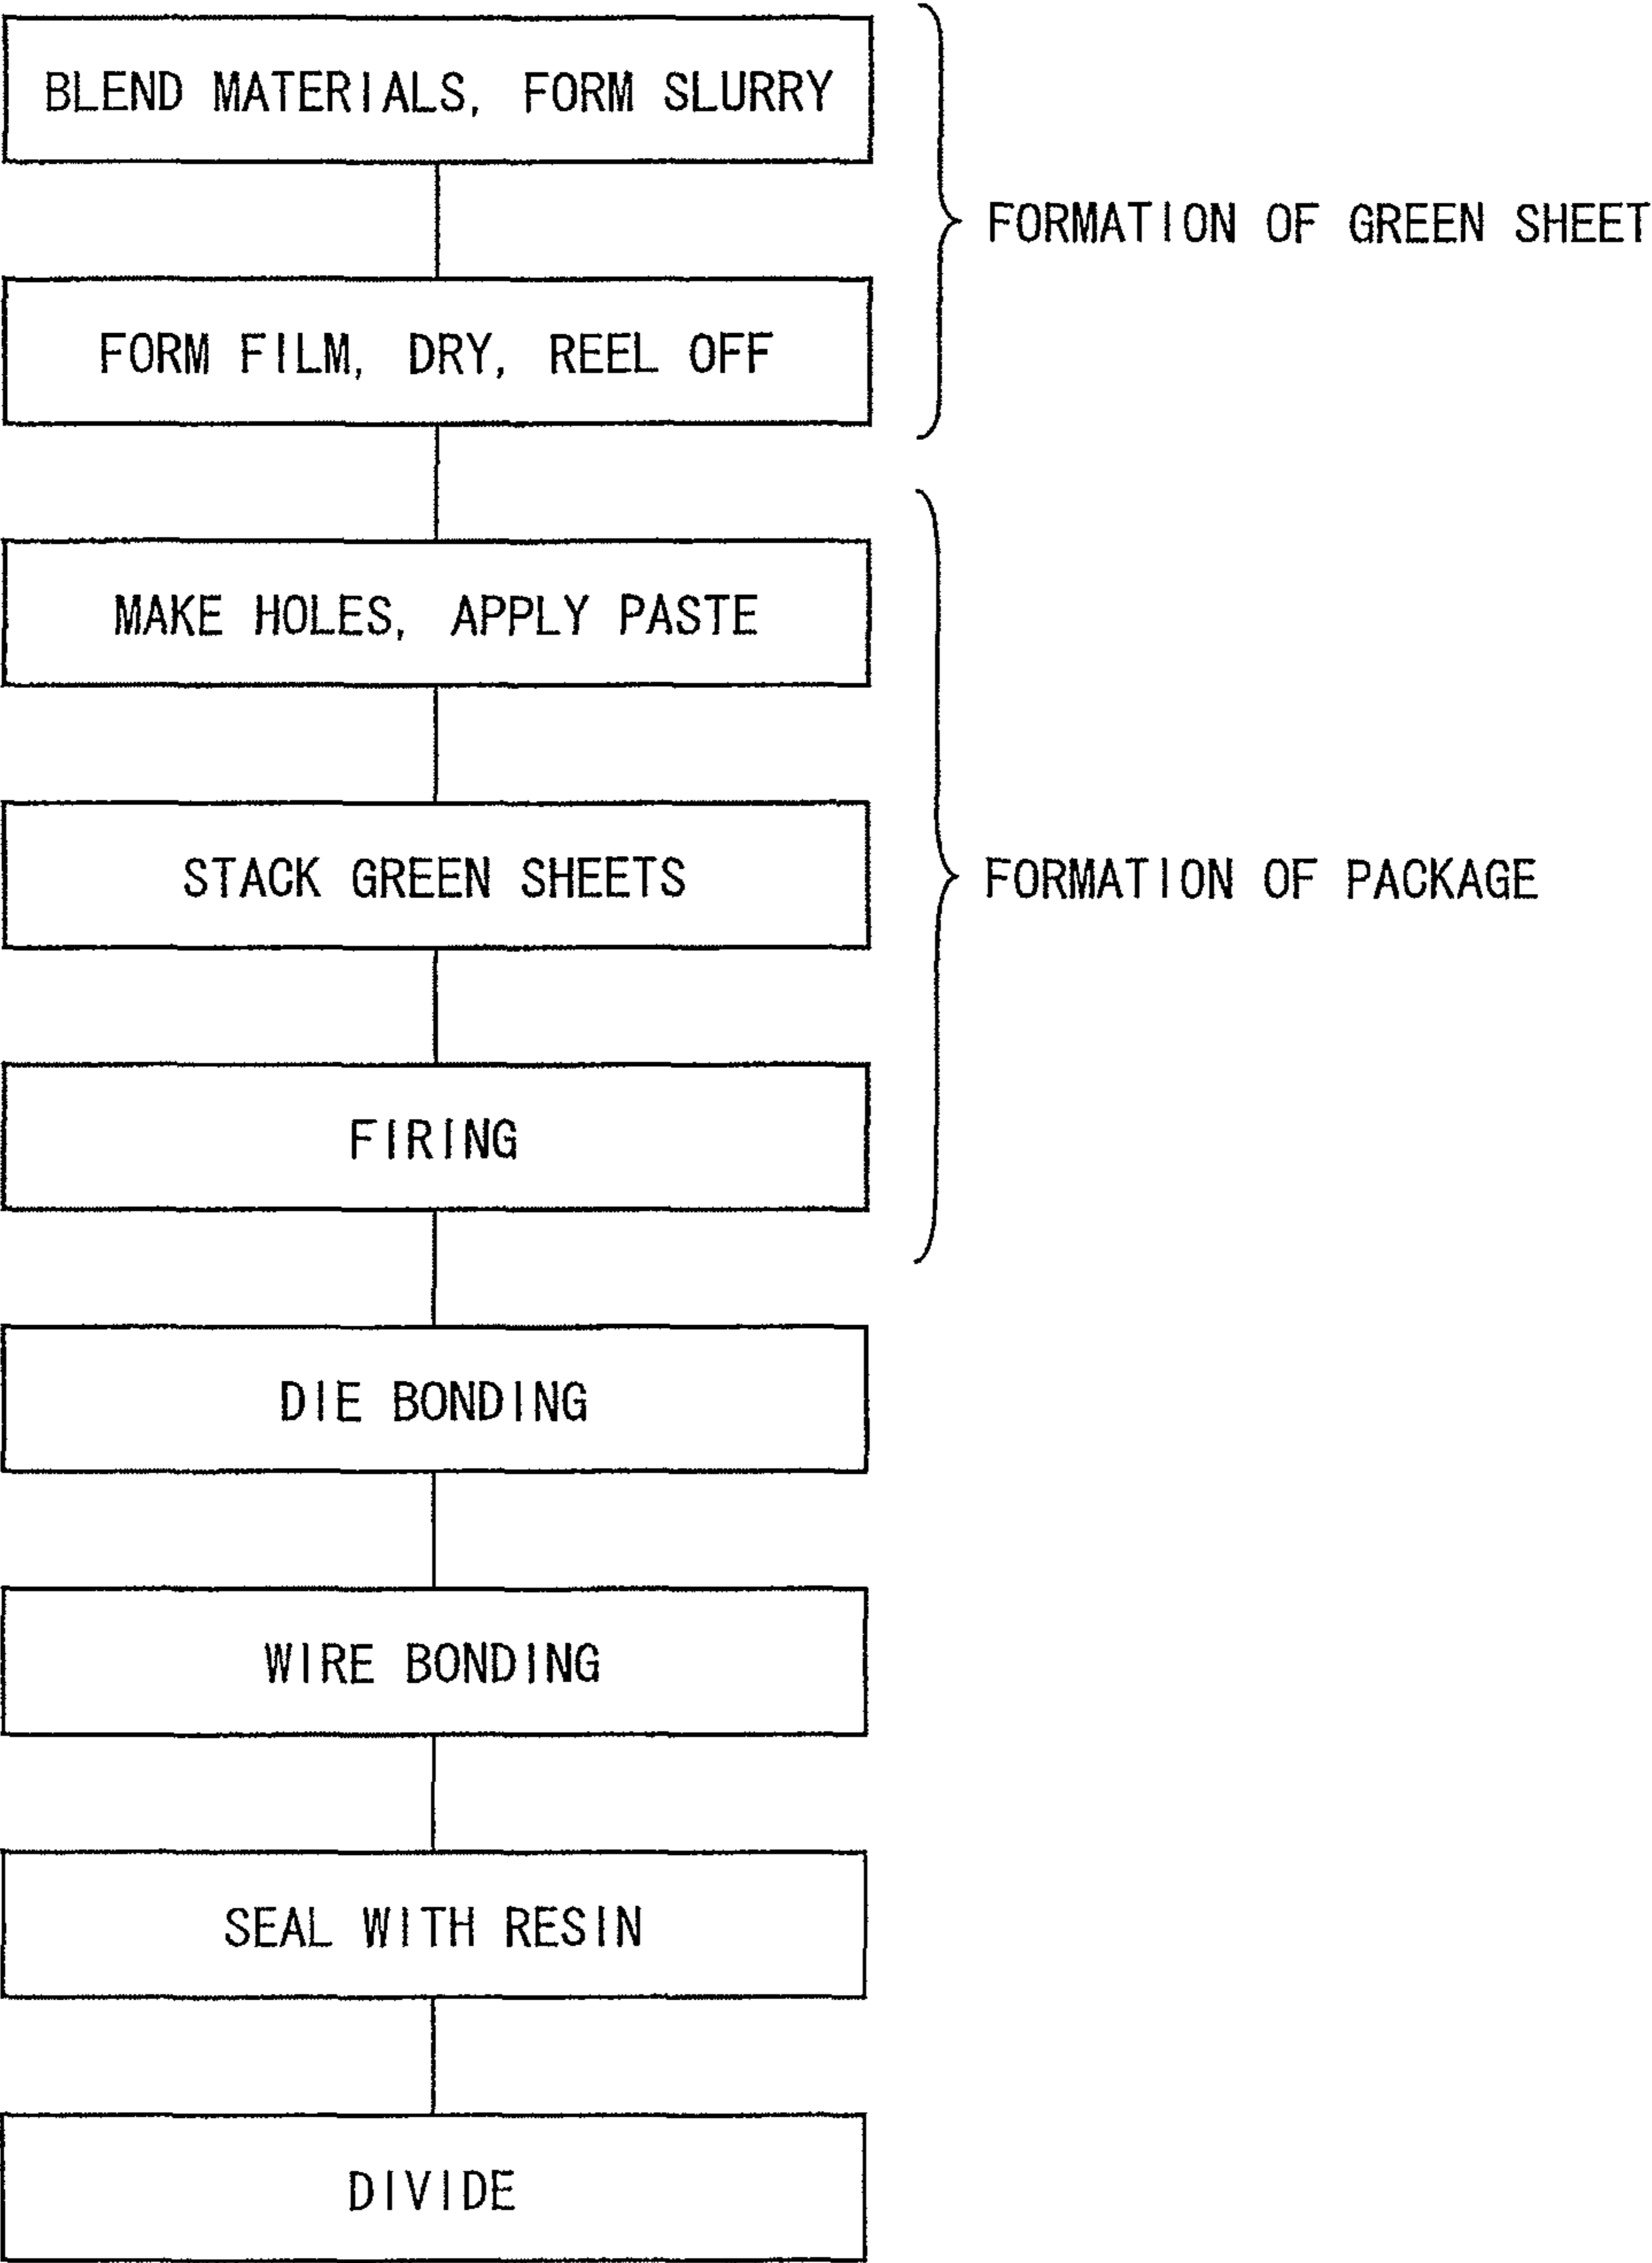 BLEND MATERIALS, FORM SLURRY
FORMATION OF GREEN SHEET
FORM FILM, DRY, REEL OFF
MAKE HOLES, APPLY PASTE
STACK GREEN SHEETS
FORMATION OF PACKAGE
FIRING
DIE BONDING
WIRE BONDING
SEAL WITH RESIN
DIVIDE